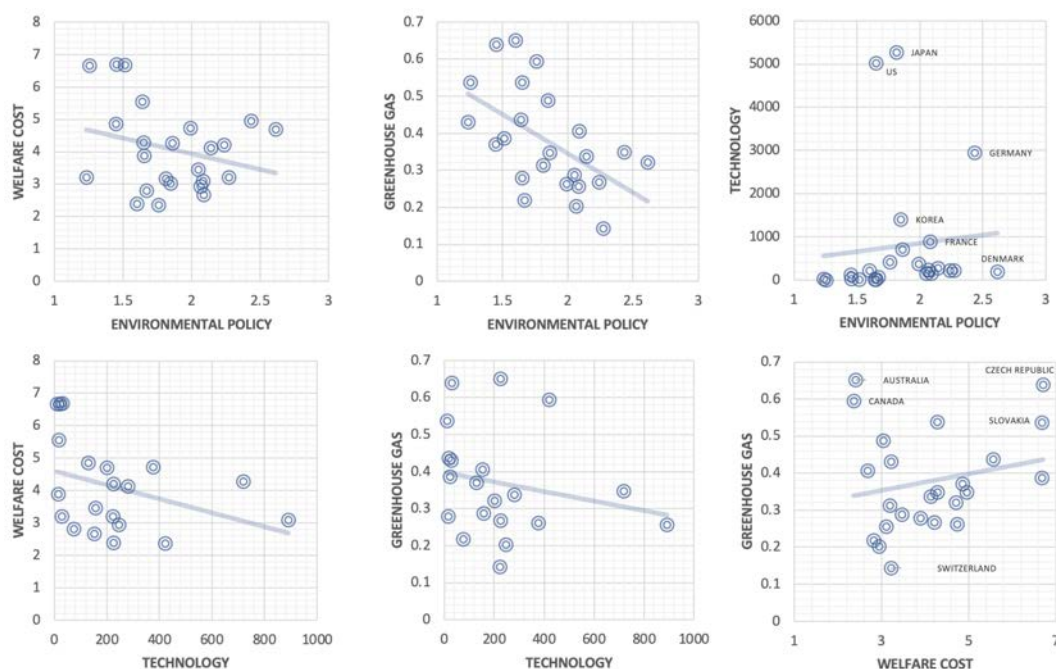 WELFARE COST
8
7
6
5
4
3
2
1
0
1 1.5 2 2.5 3
ENVIRONMENTAL POLICY
GREENHOUSE GAS
0.7
0.6
0.5
0.4
0.3
0.2
0.1
0
1 1.5 2 2.5 3
ENVIRONMENTAL POLICY
TECHNOLOGY
6000
5000
4000
3000
2000
1000
0
JAPAN
US
GERMANY
KOREA
FRANCE
DENMARK
1 1.5 2 2.5 3
ENVIRONMENTAL POLICY
WELFARE COST
8
7
6
5
4
3
2
1
0
0 200 400 600 800 1000
TECHNOLOGY
GREENHOUSE GAS
0.7
0.6
0.5
0.4
0.3
0.2
0.1
0
0 200 400 600 800 1000
TECHNOLOGY
GREENHOUSE GAS
0.7
0.6
0.5
0.4
0.3
0.2
0.1
0
CZECH REPUBLIC
AUSTRALIA
CANADA
SLOVAKIA
SWITZERLAND
1 3 5 7
WELFARE COST